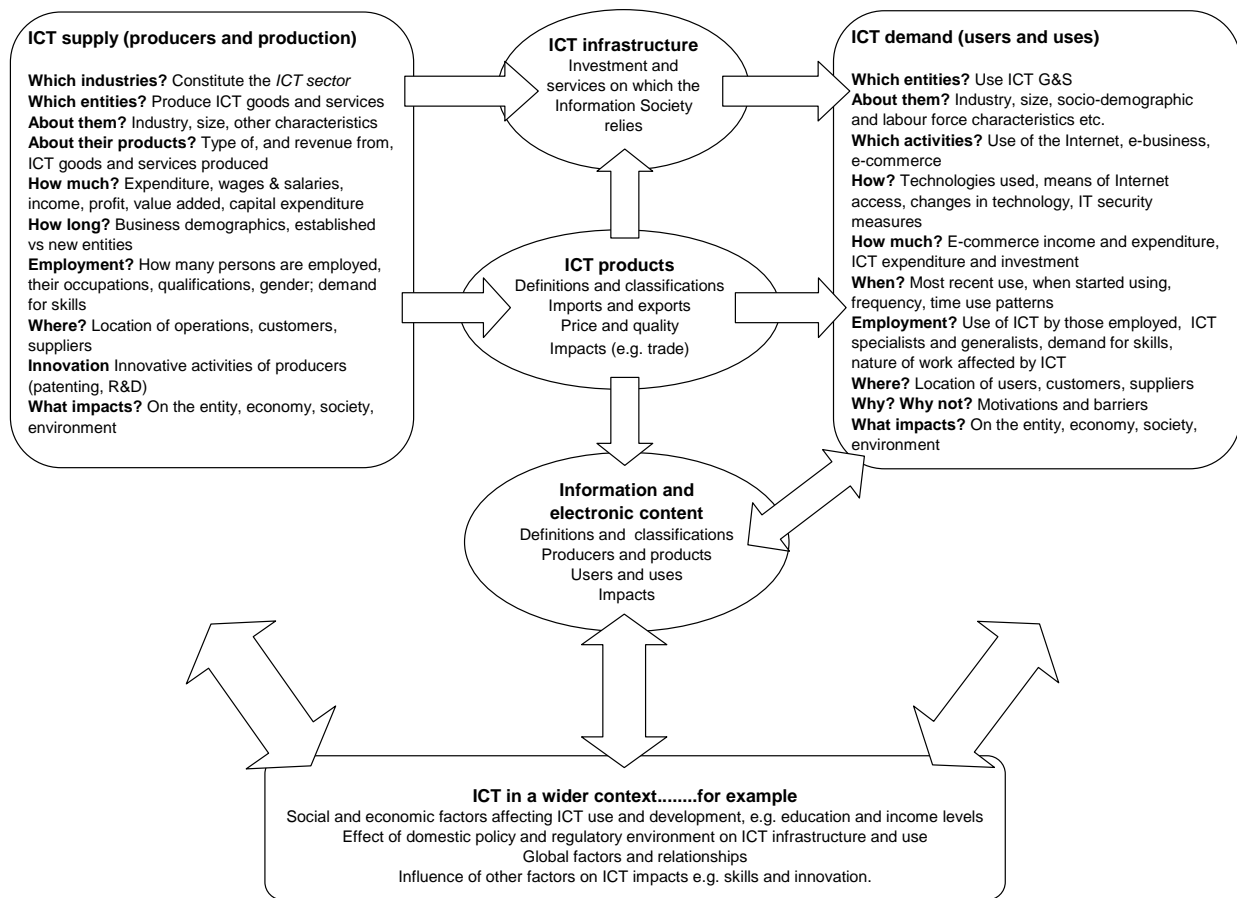 ICT supply (producers and production)
Which industries? Constitute the ICT sector
Which entities? Produce ICT goods and services
About them? Industry, size, other characteristics
About their products? Type of, and revenue from,
ICT goods and services produced
How much? Expenditure, wages & salaries,
income, profit, value added, capital expenditure
How long? Business demographics, established
vs new entities
Employment? How many persons are employed,
their occupations, qualifications, gender; demand
for skills
Where? Location of operations, customers,
suppliers
Innovation Innovative activities of producers
(patenting, R&D)
What impacts? On the entity, economy, society,
environment
ICT infrastructure
Investment and
services on which the
Information Society
relies
ICT products
Definitions and classifications
Imports and exports
Price and quality
Impacts (e.g. trade)
Information and
electronic content
Definitions and classifications
Producers and products
Users and uses
Impacts
ICT demand (users and uses)
Which entities? Use ICT G&S
About them? Industry, size, socio-demographic
and labour force characteristics etc.
Which activities? Use of the Internet, e-business,
e-commerce
How? Technologies used, means of Internet
access, changes in technology, IT security
measures
How much? E-commerce income and expenditure,
ICT expenditure and investment
When? Most recent use, when started using,
frequency, time use patterns
Employment? Use of ICT by those employed, ICT
specialists and generalists, demand for skills,
nature of work affected by ICT
Where? Location of users, customers, suppliers
Why? Why not? Motivations and barriers
What impacts? On the entity, economy, society,
environment
ICT in a wider context........for example
Social and economic factors affecting ICT use and development, e.g. education and income levels
Effect of domestic policy and regulatory environment on ICT infrastructure and use
Global factors and relationships
Influence of other factors on ICT impacts e.g. skills and innovation.